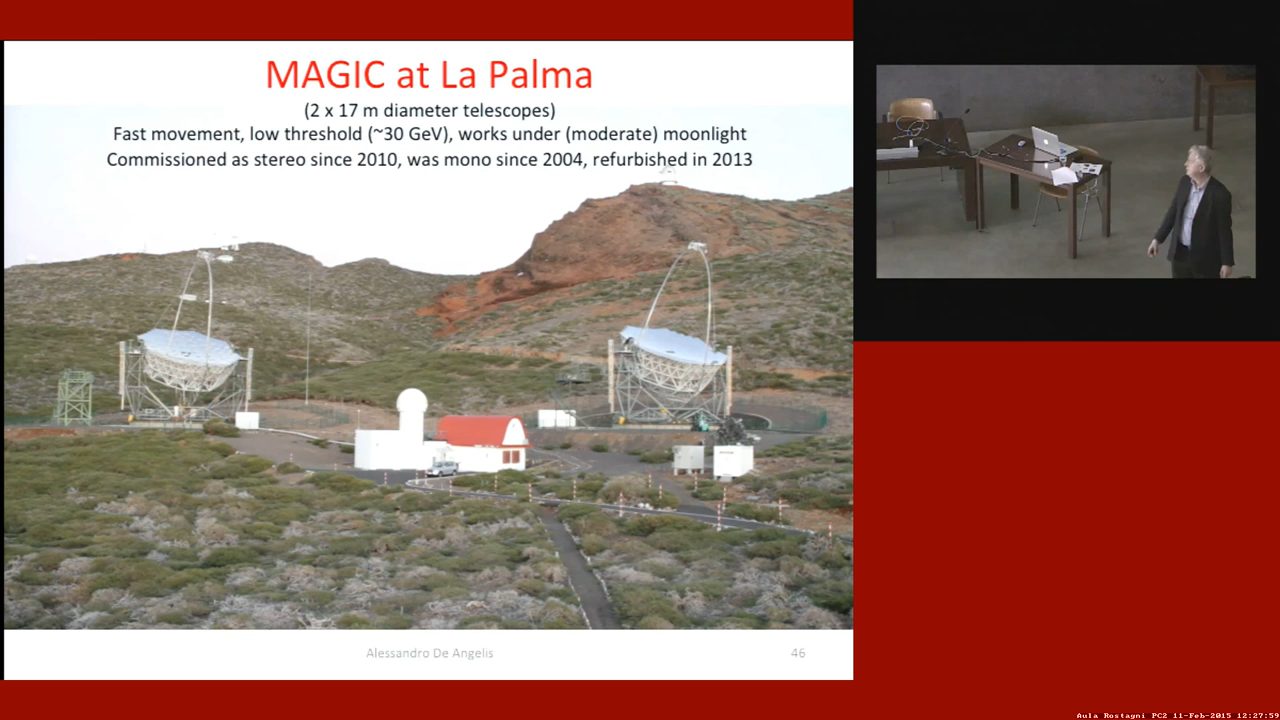 MAGIC at La Palma
(2 x 17 m diameter telescopes)
Fast movement, low threshold (~30 GeV), works under (moderate) moonlight
Commissioned as stereo since 2010, was mono since 2004, refurbished in 2013
Alessandro De Angelis
46
Aula Rostagni PC2 11-Feb-2015 12:27:59